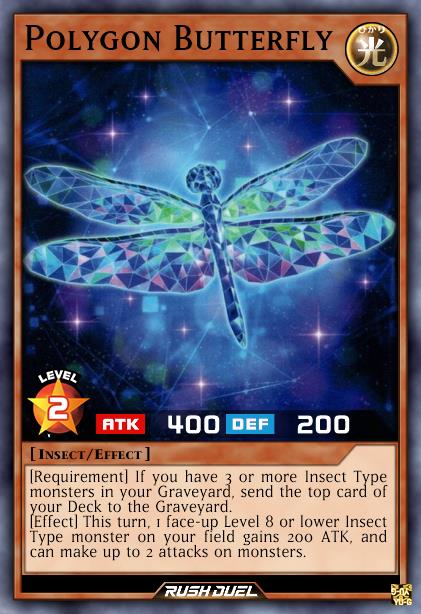 Polygon Butterfly
ひかり
光
LEVEL
2
ATK 400 DEF 200
[Insect/Effect]
[Requirement] If you have 3 or more Insect Type
monsters in your Graveyard, send the top card of
your Deck to the Graveyard.
[Effect] This turn, 1 face-up Level 8 or lower Insect
Type monster on your field gains 200 ATK, and
can make up to 2 attacks on monsters.
RUSH DUEL